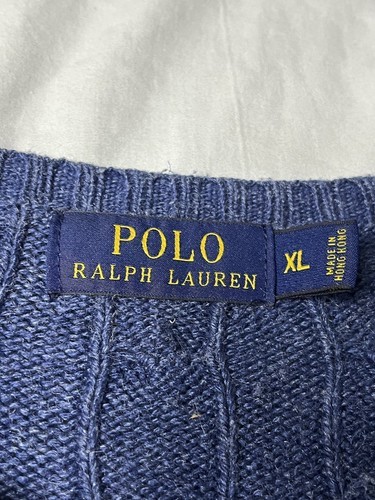 POLO
RALPH LAUREN
XL
MADE IN
HONG KONG